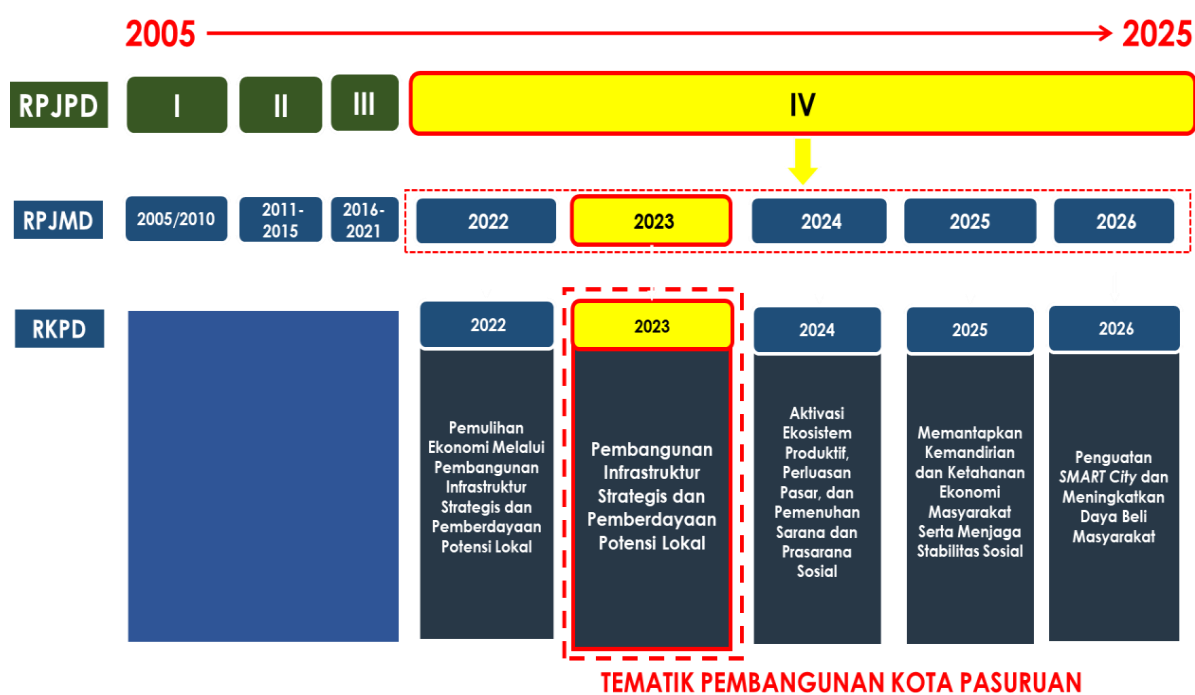 2005
2025
RPJPD
I
II
III
IV
RPJMD
2005/2010
2011-
2015
2016-
2021
2022
2023
2024
2025
2026
RKPD
2022
Pemulihan
Ekonomi Melalui
Pembangunan
Infrastruktur
Strategis dan
Pemberdayaan
Potensi Lokal
2023
Pembangunan
Infrastruktur
Strategis dan
Pemberdayaan
Potensi Lokal
2024
Aktivasi
Ekosistem
Produktif,
Perluasan
Pasar, dan
Pemenuhan
Sarana dan
Prasarana
Sosial
2025
Memantapkan
Kemandirian
dan Ketahanan
Ekonomi
Masyarakat
Serta Menjaga
Stabilitas Sosial
2026
Penguatan
SMART City dan
Meningkatkan
Daya Beli
Masyarakat
TEMATIK PEMBANGUNAN KOTA PASURUAN